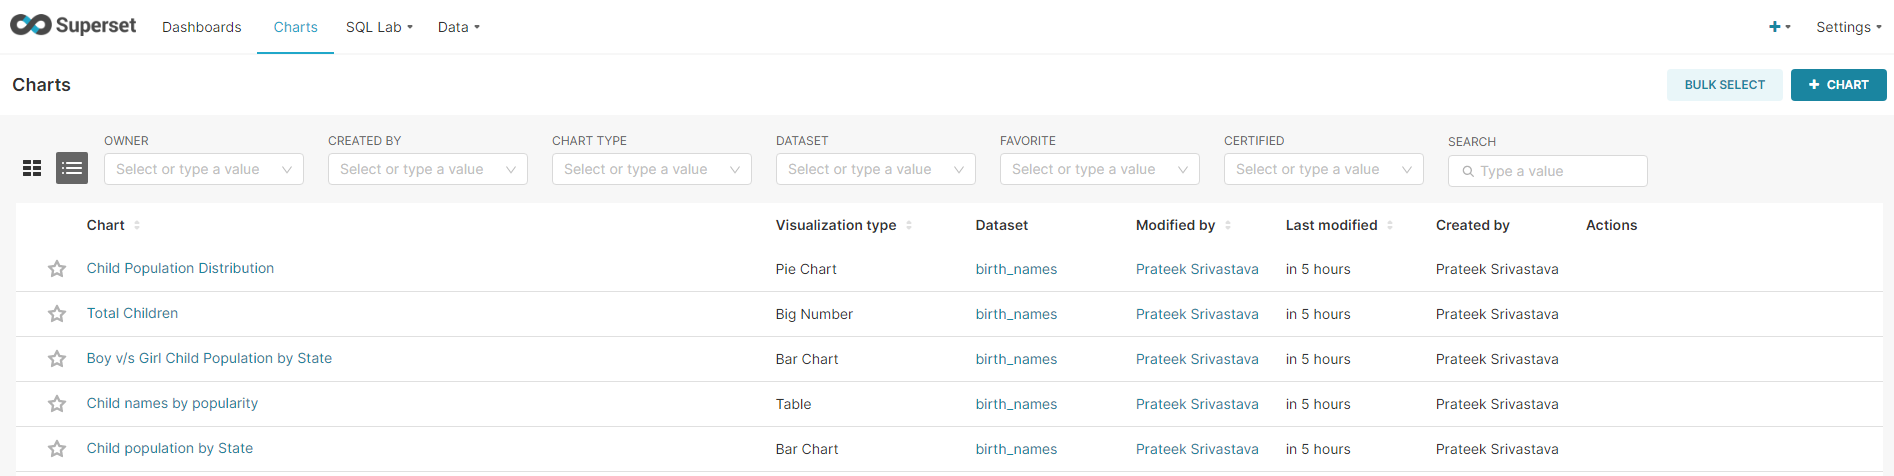 Superset Dashboards Charts SQL Lab Data + Settings
Charts BULK SELECT + CHART
OWNER CREATED BY CHART TYPE DATASET FAVORITE CERTIFIED SEARCH
Select or type a value Select or type a value Select or type a value Select or type a value Select or type a value Select or type a value Type a value
Chart Visualization type Dataset Modified by Last modified Created by Actions
Child Population Distribution Pie Chart birth_names Prateek Srivastava in 5 hours Prateek Srivastava
Total Children Big Number birth_names Prateek Srivastava in 5 hours Prateek Srivastava
Boy v/s Girl Child Population by State Bar Chart birth_names Prateek Srivastava in 5 hours Prateek Srivastava
Child names by popularity Table birth_names Prateek Srivastava in 5 hours Prateek Srivastava
Child population by State Bar Chart birth_names Prateek Srivastava in 5 hours Prateek Srivastava